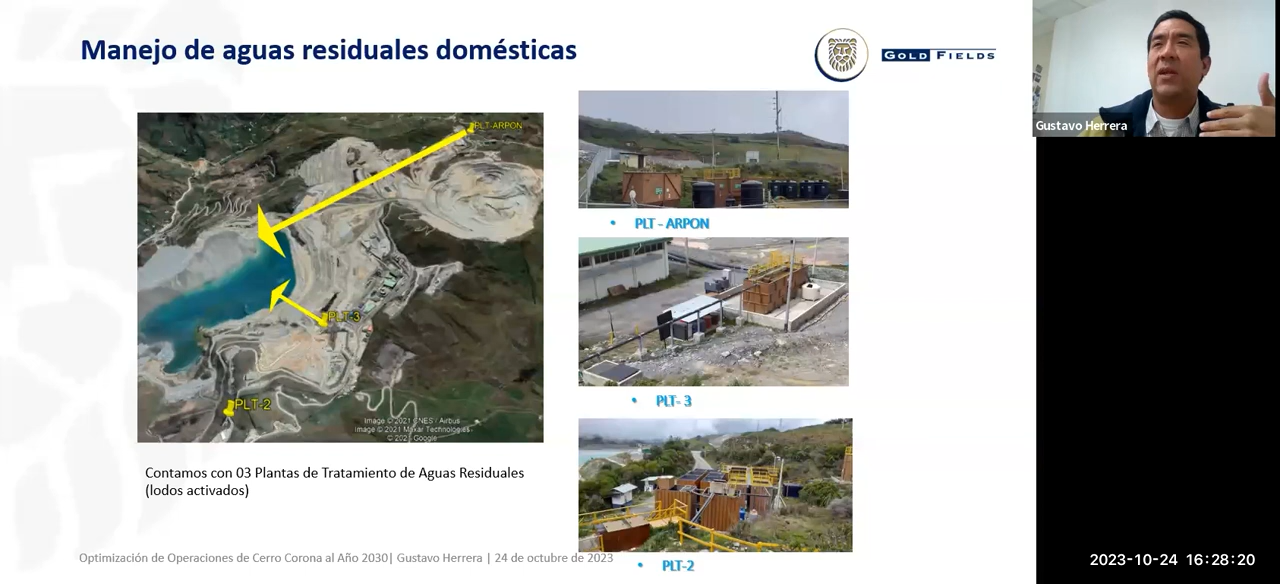 Manejo de aguas residuales domésticas
GOLD FIELDS
Gustavo Herrera
PLT-ARPON
PLT-3
PLT-2
Image © 2021 CNES / Airbus
Image © 2021 Maxar Technologies
© 2021 Google
• PLT - ARPON
• PLT- 3
• PLT-2
Contamos con 03 Plantas de Tratamiento de Aguas Residuales
(lodos activados)
Optimización de Operaciones de Cerro Corona al Año 2030| Gustavo Herrera | 24 de octubre de 2023
2023-10-24 16:28:20